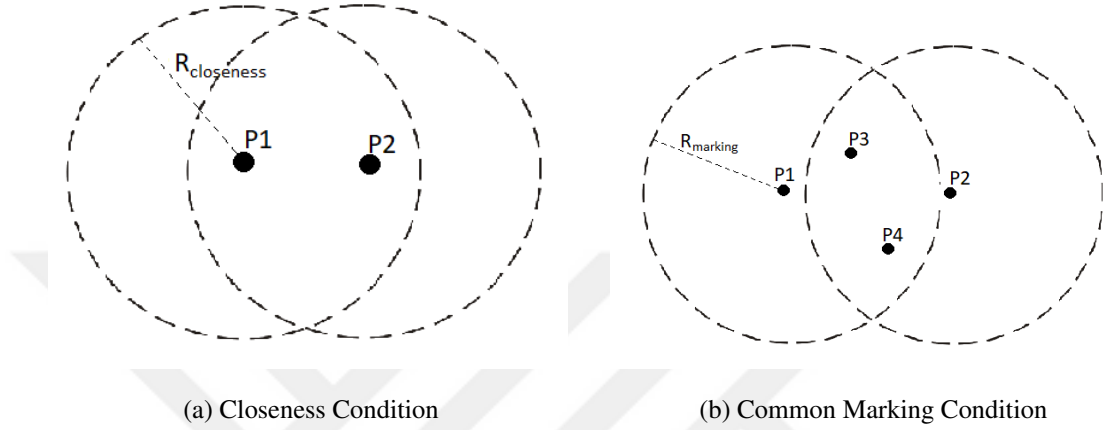 R_closeness
P1
P2
(a) Closeness Condition
R_marking
P1
P3
P2
P4
(b) Common Marking Condition